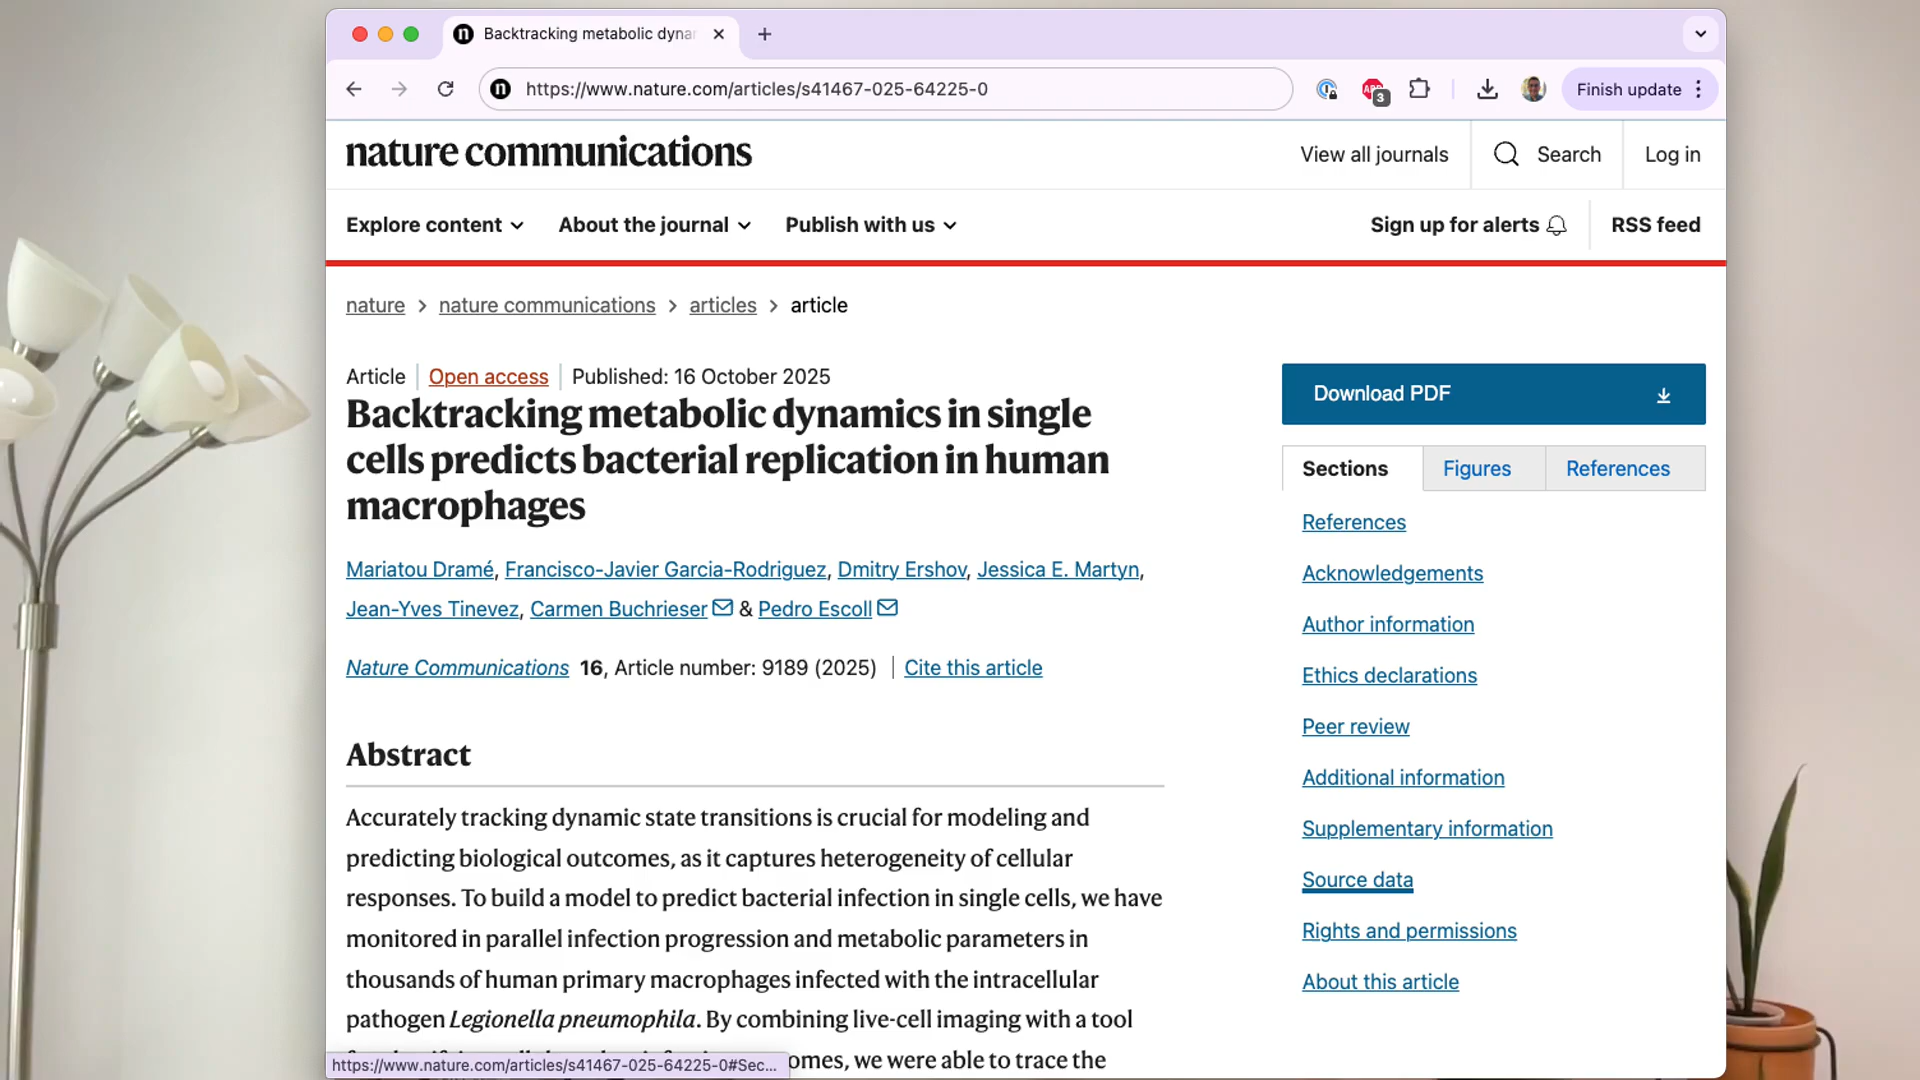 Backtracking metabolic dyna
https://www.nature.com/articles/s41467-025-64225-0
3
Finish update
nature communications
View all journals
Search
Log in
Explore content
About the journal
Publish with us
Sign up for alerts
RSS feed
nature > nature communications > articles > article
Article | Open access | Published: 16 October 2025
Backtracking metabolic dynamics in single
cells predicts bacterial replication in human
macrophages
Mariatou Dramé, Francisco-Javier Garcia-Rodriguez, Dmitry Ershov, Jessica E. Martyn,
Jean-Yves Tinevez, Carmen Buchrieser & Pedro Escoll
Nature Communications 16, Article number: 9189 (2025) | Cite this article
Abstract
Accurately tracking dynamic state transitions is crucial for modeling and
predicting biological outcomes, as it captures heterogeneity of cellular
responses. To build a model to predict bacterial infection in single cells, we have
monitored in parallel infection progression and metabolic parameters in
thousands of human primary macrophages infected with the intracellular
pathogen Legionella pneumophila. By combining live-cell imaging with a tool
omes, we were able to trace the
https://www.nature.com/articles/s41467-025-64225-0#Sec...
Download PDF
Sections
Figures
References
References
Acknowledgements
Author information
Ethics declarations
Peer review
Additional information
Supplementary information
Source data
Rights and permissions
About this article